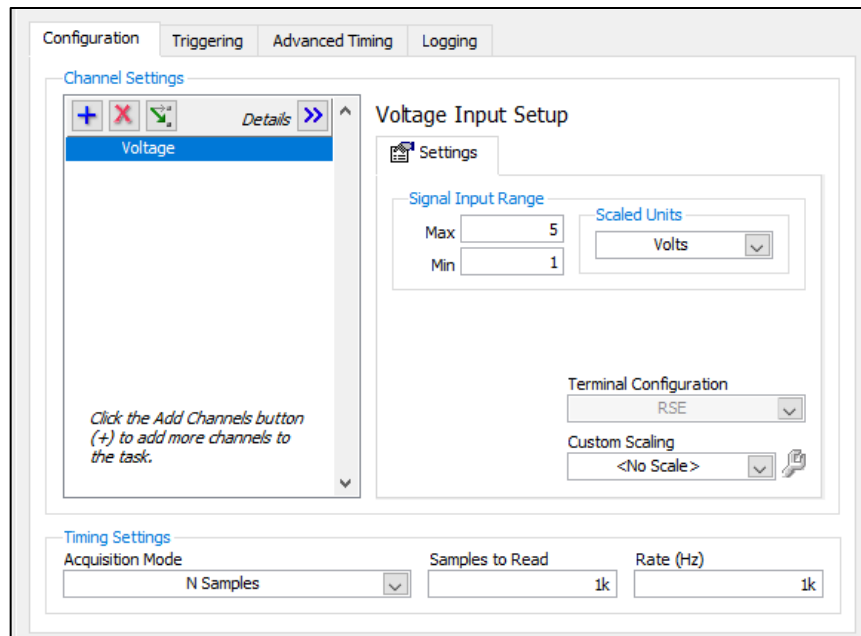 Configuration Triggering Advanced Timing Logging
Channel Settings
Details
Voltage
Click the Add Channels button
(+) to add more channels to
the task.
Voltage Input Setup
Settings
Signal Input Range
Max 5
Min 1
Scaled Units
Volts
Terminal Configuration
RSE
Custom Scaling
<No Scale>
Timing Settings
Acquisition Mode Samples to Read Rate (Hz)
N Samples 1k 1k